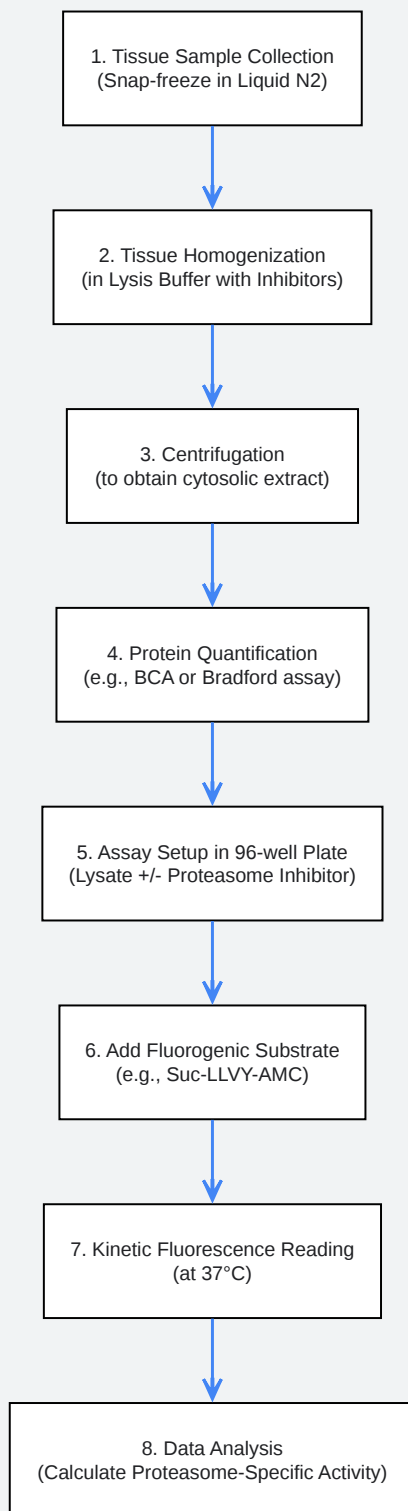 1. Tissue Sample Collection
(Snap-freeze in Liquid N2)
2. Tissue Homogenization
(in Lysis Buffer with Inhibitors)
3. Centrifugation
(to obtain cytosolic extract)
4. Protein Quantification
(e.g., BCA or Bradford assay)
5. Assay Setup in 96-well Plate
(Lysate +/- Proteasome Inhibitor)
6. Add Fluorogenic Substrate
(e.g., Suc-LLVY-AMC)
7. Kinetic Fluorescence Reading
(at 37°C)
8. Data Analysis
(Calculate Proteasome-Specific Activity)